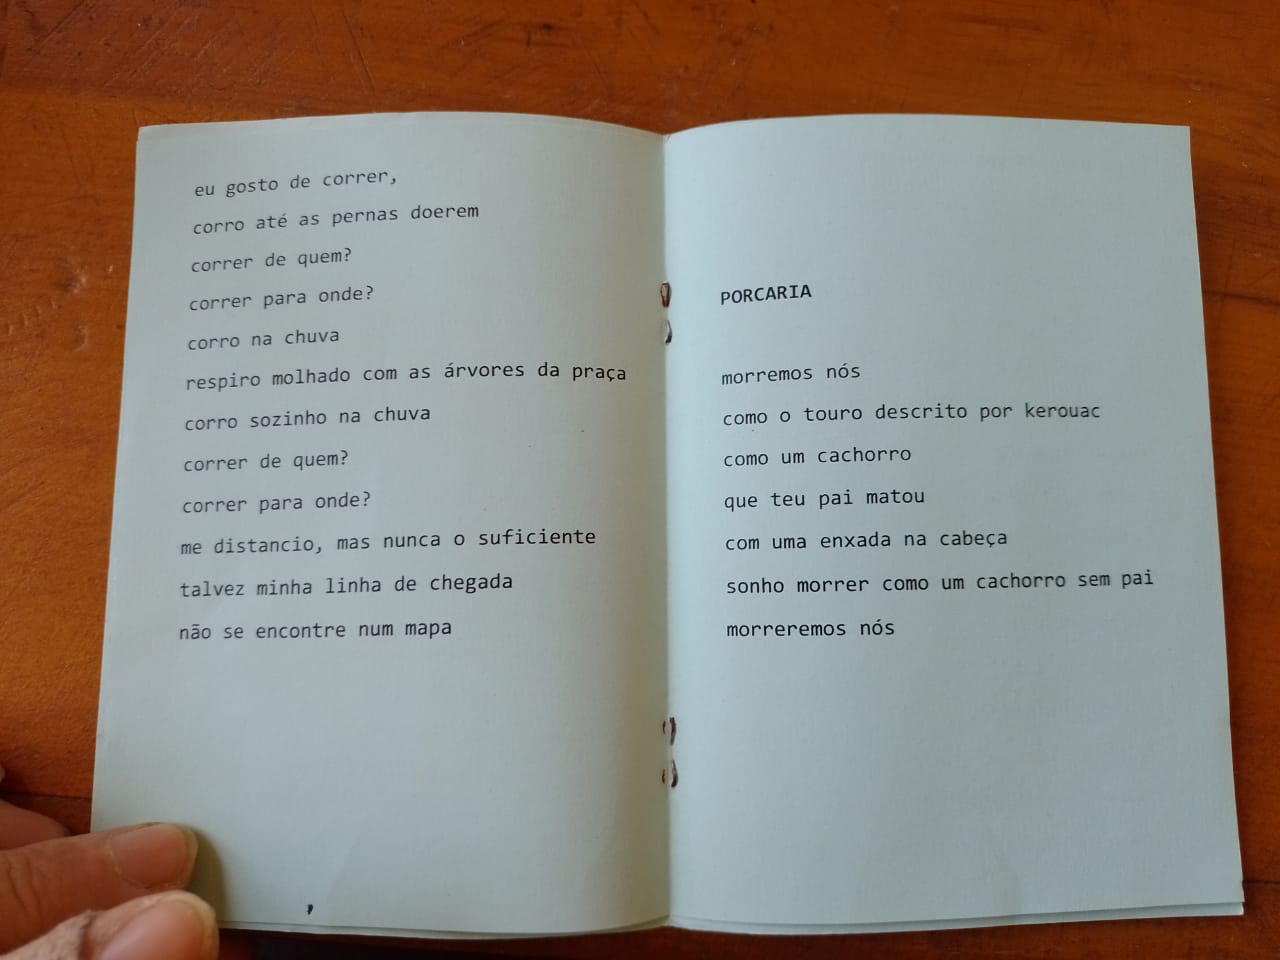 eu gosto de correr,
corro até as pernas doerem
correr de quem?
correr para onde?
corro na chuva
respiro molhado com as árvores da praça
corro sozinho na chuva
correr de quem?
correr para onde?
me distancio, mas nunca o suficiente
talvez minha linha de chegada
não se encontre num mapa
PORCARIA
morremos nós
como o touro descrito por kerouac
como um cachorro
que teu pai matou
com uma enxada na cabeça
sonho morrer como um cachorro sem pai
morreremos nós